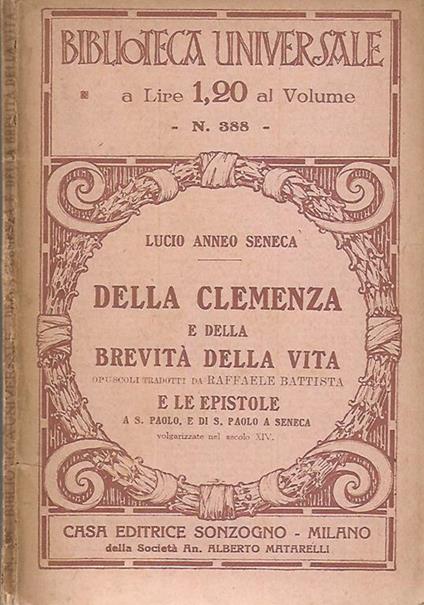 BIBLIOTECA UNIVERSALE
a Lire 1,20 al Volume
- N. 388 -
LUCIO ANNEO SENECA
DELLA CLEMENZA
E DELLA
BREVITÀ DELLA VITA
OPUSCOLI TRADOTTI DA RAFFAELE BATTISTA
E LE EPISTOLE
A S. PAOLO, E DI S. PAOLO A SENECA
volgarizzate nel secolo XIV.
CASA EDITRICE SONZOGNO - MILANO
della Società An. ALBERTO MATARELLI